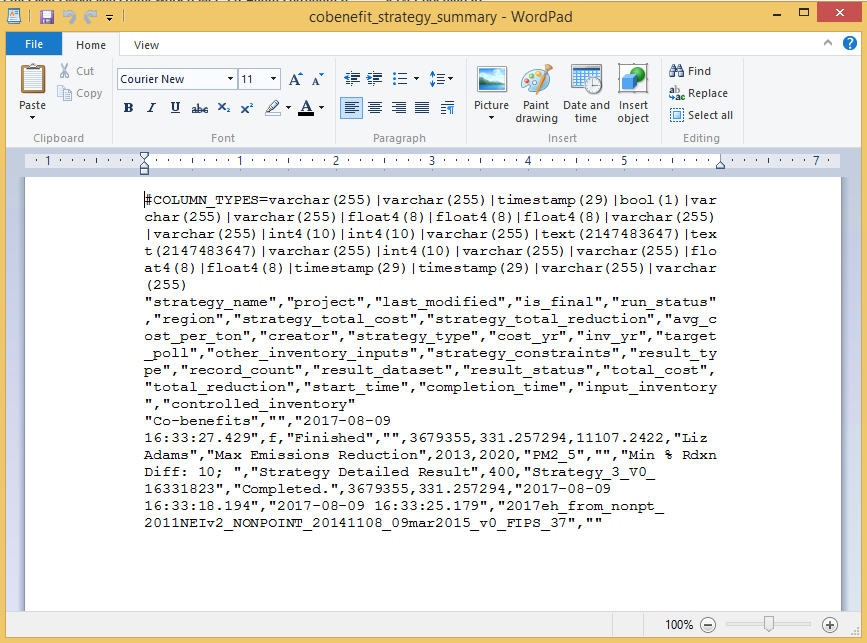 cobenefit_strategy_summary - WordPad
File
Home
View
Paste
Cut
Copy
Clipboard
Courier New
11
A
A
B
I
U
abc
X₂
X²
A
Font
Paragraph
Picture
Paint drawing
Date and time
Insert object
Insert
Find
Replace
Select all
Editing
1 1 2 3 4 5 7
#COLUMN_TYPES=varchar(255)|varchar(255)|timestamp(29)|bool(1)|var
char(255)|varchar(255)|float4(8)|float4(8)|float4(8)|varchar(255)
|varchar(255)|int4(10)|int4(10)|varchar(255)|text(2147483647)|tex
t(2147483647)|varchar(255)|int4(10)|varchar(255)|varchar(255)|flo
at4(8)|float4(8)|timestamp(29)|timestamp(29)|varchar(255)|varchar
(255)
"strategy_name","project","last_modified","is_final","run_status"
,"region","strategy_total_cost","strategy_total_reduction","avg_c
ost_per_ton","creator","strategy_type","cost_yr","inv_yr","target
_poll","other_inventory_inputs","strategy_constraints","result_ty
pe","record_count","result_dataset","result_status","total_cost",
"total_reduction","start_time","completion_time","input_inventory
","controlled_inventory"
"Co-benefits","","2017-08-09
16:33:27.429",f,"Finished","",3679355,331.257294,11107.2422,"Liz
Adams","Max Emissions Reduction",2013,2020,"PM2_5","","Min % Rdxn
Diff: 10; ","Strategy Detailed Result",400,"Strategy_3_V0_
16331823","Completed.",3679355,331.257294,"2017-08-09
16:33:18.194","2017-08-09 16:33:25.179","2017eh_from_nonpt_
2011NEIv2_NONPOINT_20141108_09mar2015_v0_FIPS_37",""
100%